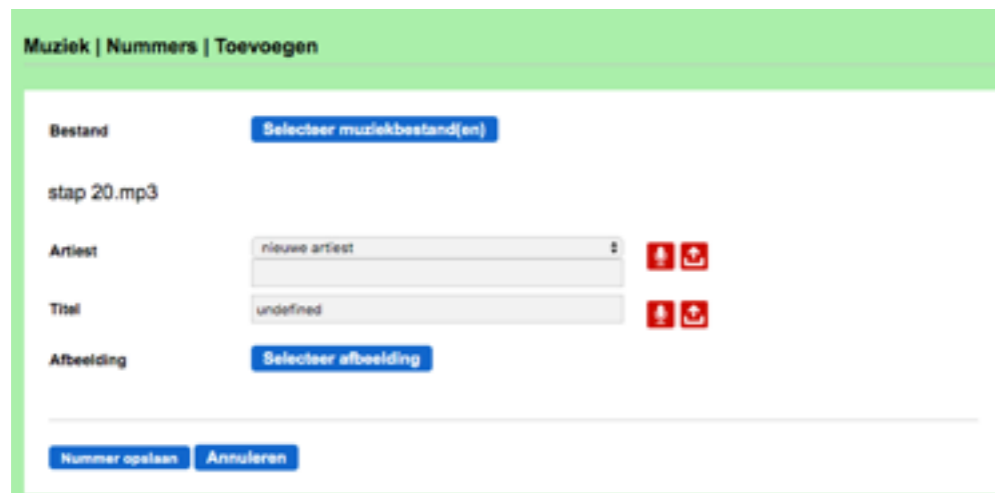 Muziek | Nummers | Toevoegen
Bestand Selecteer muziekbestand(en)
stap 20.mp3
Artiest nieuwe artiest
Titel undefined
Afbeelding Selecteer afbeelding
Nummer opslaan Annuleren